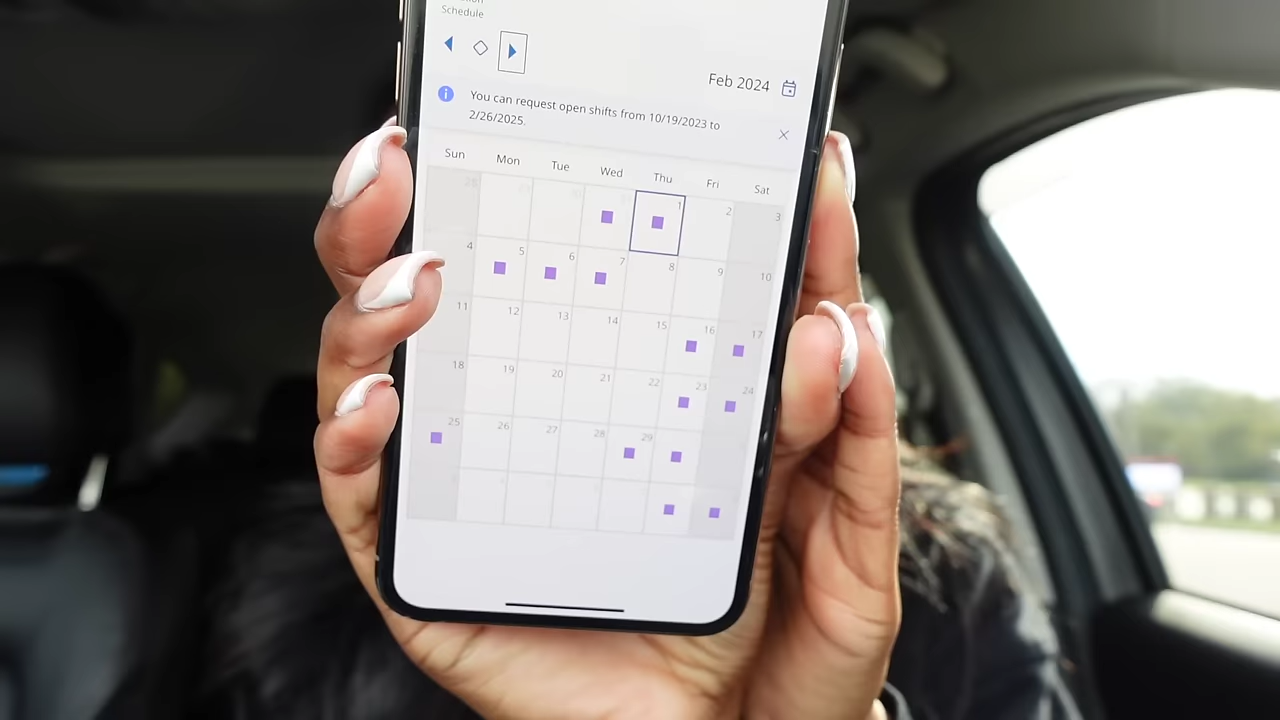 Schedule
Feb 2024
You can request open shifts from 10/19/2023 to
2/26/2025.
Sun Mon Tue Wed Thu Fri Sat
1 2 3
4 5 6 7 8 9 10
11 12 13 14 15 16 17
18 19 20 21 22 23 24
25 26 27 28 29